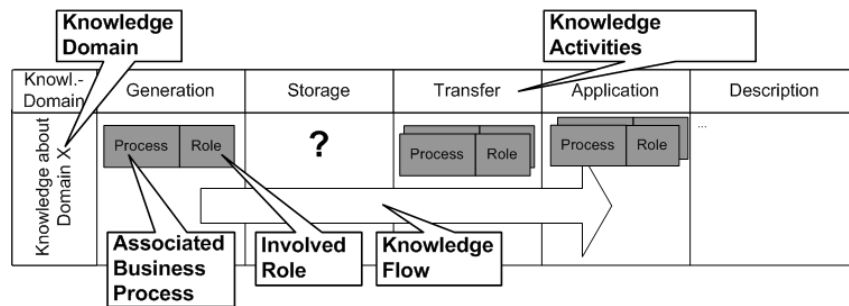 Knowledge
Domain
Knowledge
Activities
Knowl.-
Domain
Generation
Storage
Transfer
Application
Description
Knowledge about
Domain X
Process
Role
?
Process
Role
Process
Role
...
Associated
Business
Process
Involved
Role
Knowledge
Flow